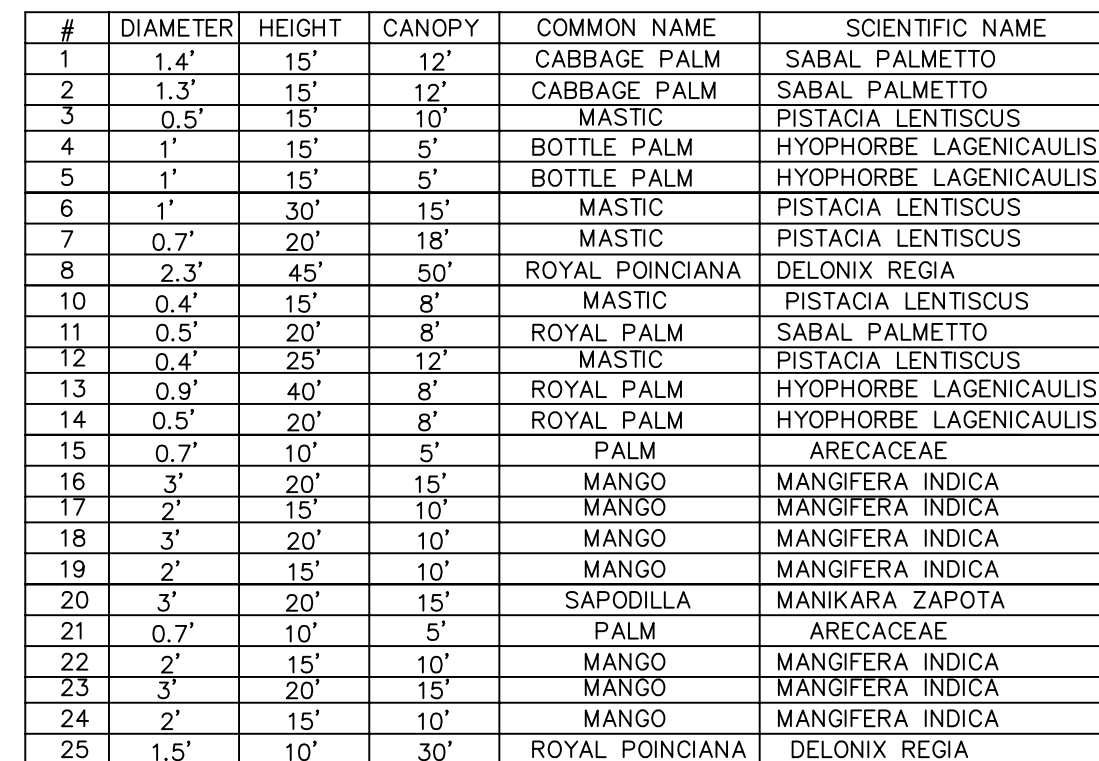 # DIAMETER HEIGHT CANOPY COMMON NAME SCIENTIFIC NAME
1 1.4' 15' 12' CABBAGE PALM SABAL PALMETTO
2 1.3' 15' 12' CABBAGE PALM SABAL PALMETTO
3 0.5' 15' 10' MASTIC PISTACIA LENTISCUS
4 1' 15' 5' BOTTLE PALM HYOPHORBE LAGENICAULIS
5 1' 15' 5' BOTTLE PALM HYOPHORBE LAGENICAULIS
6 1' 30' 15' MASTIC PISTACIA LENTISCUS
7 0.7' 20' 18' MASTIC PISTACIA LENTISCUS
8 2.3' 45' 50' ROYAL POINCIANA DELONIX REGIA
10 0.4' 15' 8' MASTIC PISTACIA LENTISCUS
11 0.5' 20' 8' ROYAL PALM SABAL PALMETTO
12 0.4' 25' 12' MASTIC PISTACIA LENTISCUS
13 0.9' 40' 8' ROYAL PALM HYOPHORBE LAGENICAULIS
14 0.5' 20' 8' ROYAL PALM HYOPHORBE LAGENICAULIS
15 0.7' 10' 5' PALM ARECACEAE
16 3' 20' 15' MANGO MANGIFERA INDICA
17 2' 15' 10' MANGO MANGIFERA INDICA
18 3' 20' 10' MANGO MANGIFERA INDICA
19 2' 15' 10' MANGO MANGIFERA INDICA
20 3' 20' 15' SAPODILLA MANIKARA ZAPOTA
21 0.7' 10' 5' PALM ARECACEAE
22 2' 15' 10' MANGO MANGIFERA INDICA
23 3' 20' 15' MANGO MANGIFERA INDICA
24 2' 15' 10' MANGO MANGIFERA INDICA
25 1.5' 10' 30' ROYAL POINCIANA DELONIX REGIA